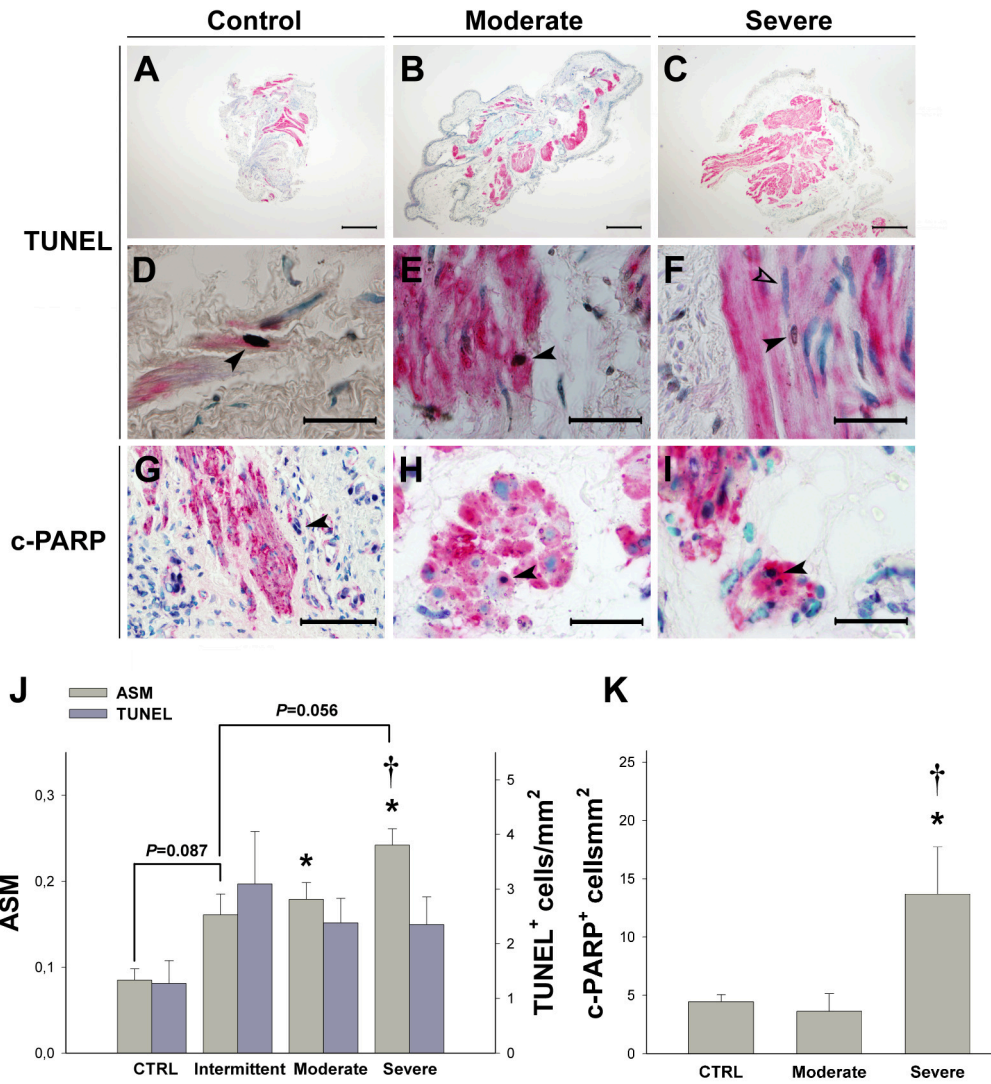 Control Moderate Severe
A B C
TUNEL
D E F
G H I
c-PARP
J
ASM
TUNEL
P=0.056
P=0.087
*
†
*
0,3
0,2
0,1
0,0
ASM
5
4
3
2
1
0
TUNEL⁺ cells/mm²
CTRL Intermittent Moderate Severe
K
c-PARP⁺ cellsmm²
25
20
15
10
5
0
†
*
CTRL Moderate Severe